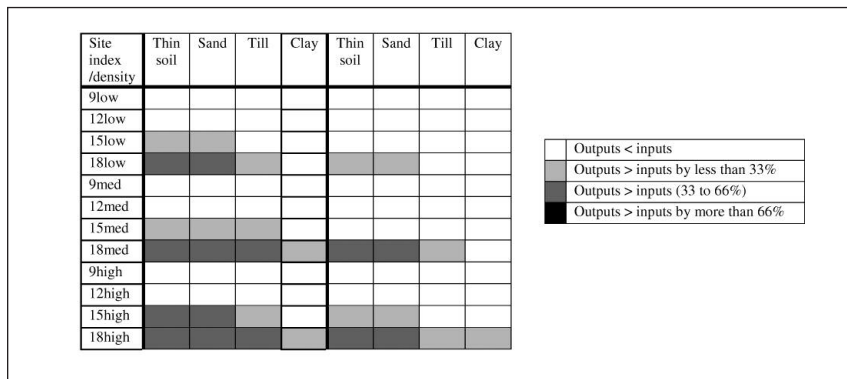 Site index /density Thin soil Sand Till Clay Thin soil Sand Till Clay
9low
12low
15low
18low
9med
12med
15med
18med
9high
12high
15high
18high
Outputs < inputs
Outputs > inputs by less than 33%
Outputs > inputs (33 to 66%)
Outputs > inputs by more than 66%